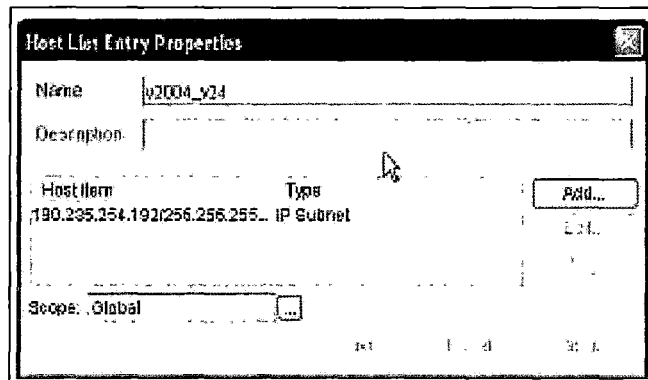 Host List Entry Properties
Name v2004_v24
Description
Host Item Type
190.235.254.192(255.256.255... IP Subnet
Add...
Scope: Global ...